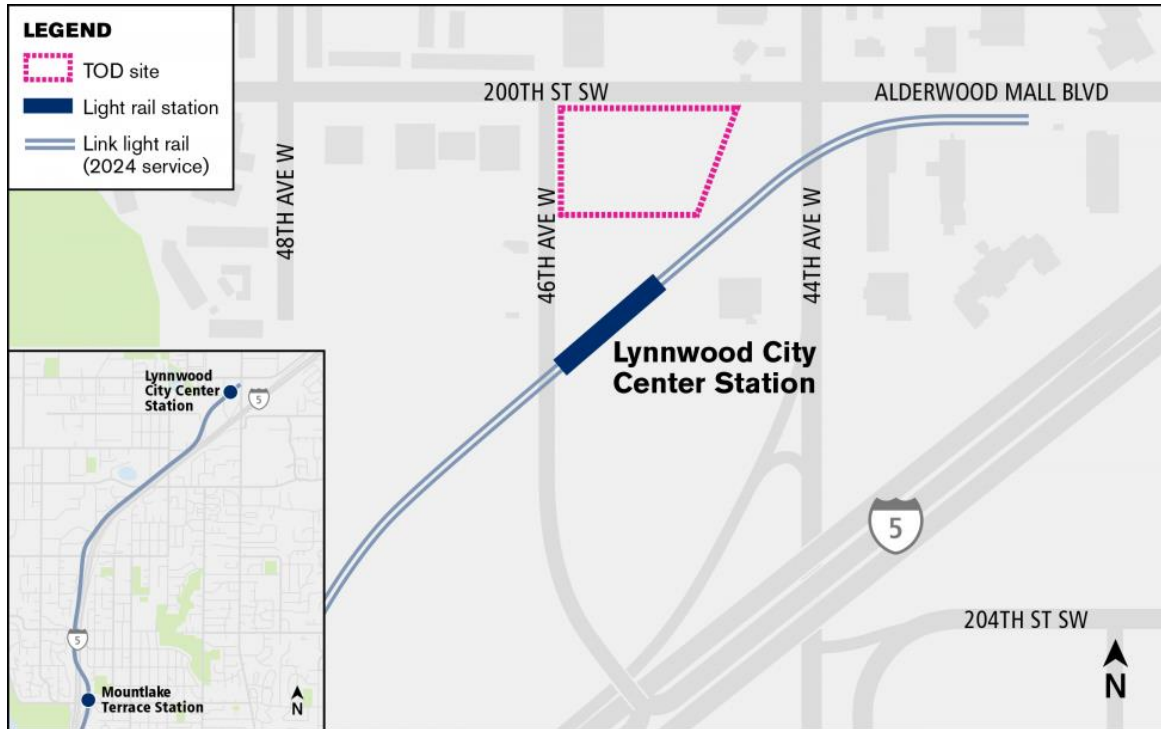 LEGEND
TOD site
Light rail station
Link light rail
(2024 service)
200TH ST SW
ALDERWOOD MALL BLVD
48TH AVE W
46TH AVE W
44TH AVE W
Lynnwood City
Center Station
5
204TH ST SW
N
Lynnwood
City Center
Station
5
5
Mountlake
Terrace Station
N